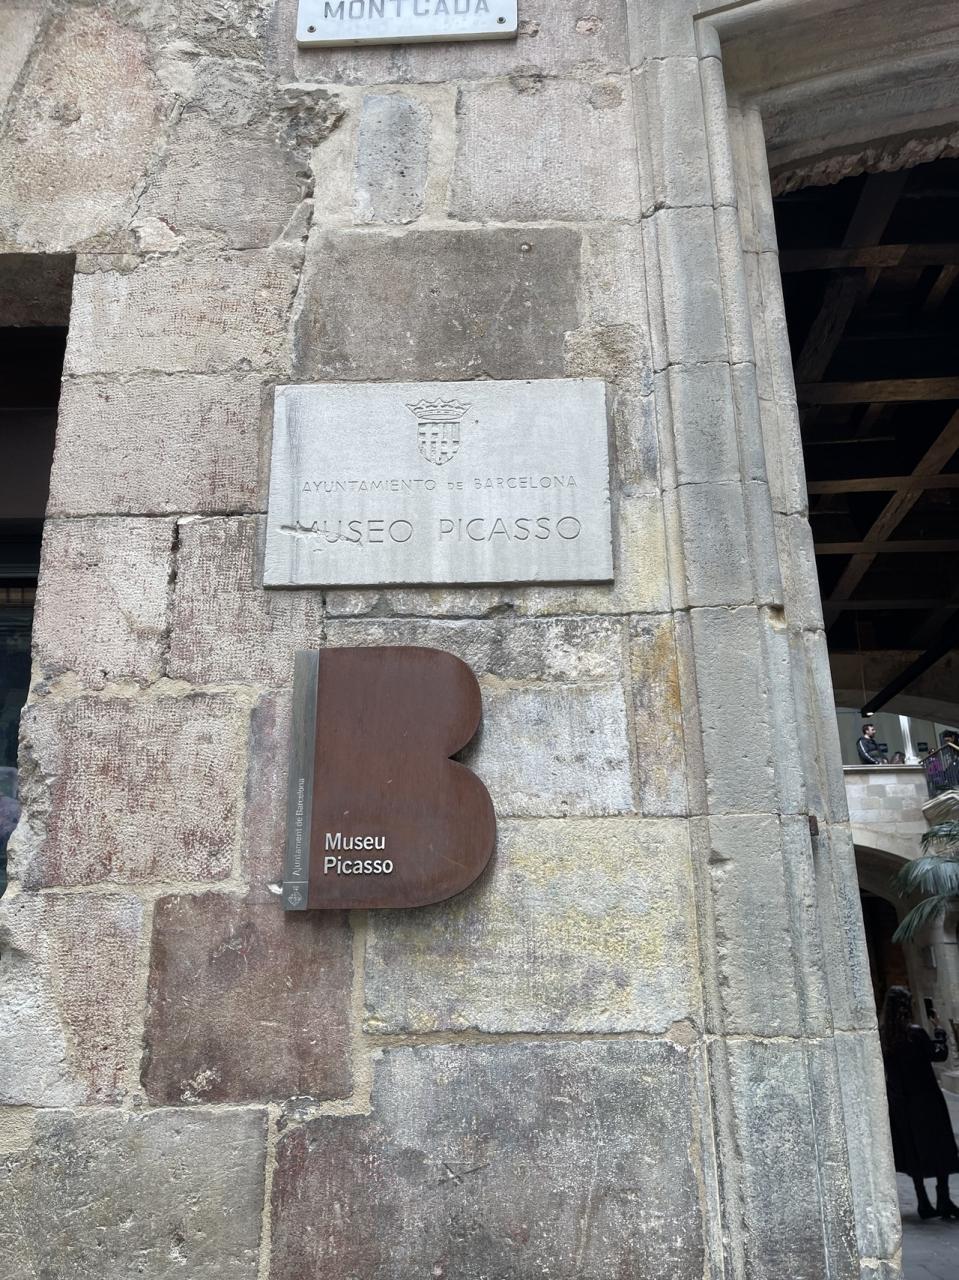 MONTCADA
AYUNTAMIENTO DE BARCELONA
MUSEO PICASSO
Ajuntament de Barcelona
Museu
Picasso